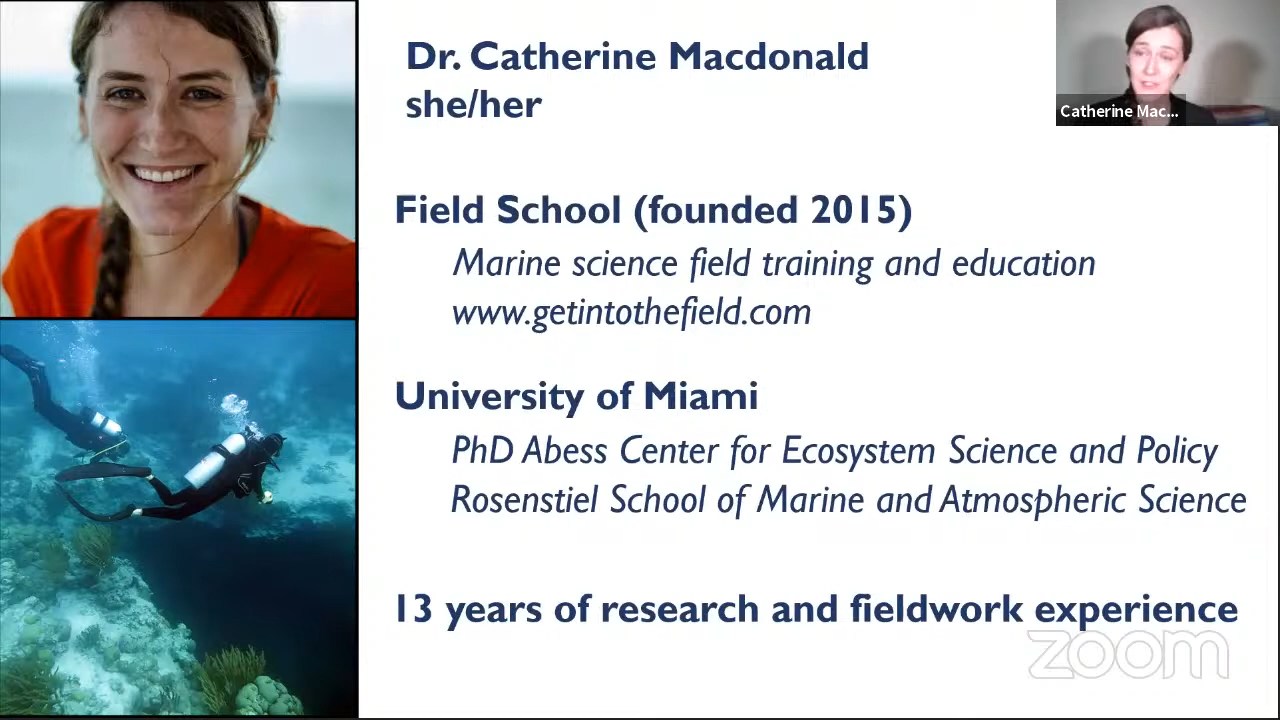 Dr. Catherine Macdonald
she/her
Catherine Mac...
Field School (founded 2015)
Marine science field training and education
www.getintothefield.com
University of Miami
PhD Abess Center for Ecosystem Science and Policy
Rosenstiel School of Marine and Atmospheric Science
13 years of research and fieldwork experience
zoom